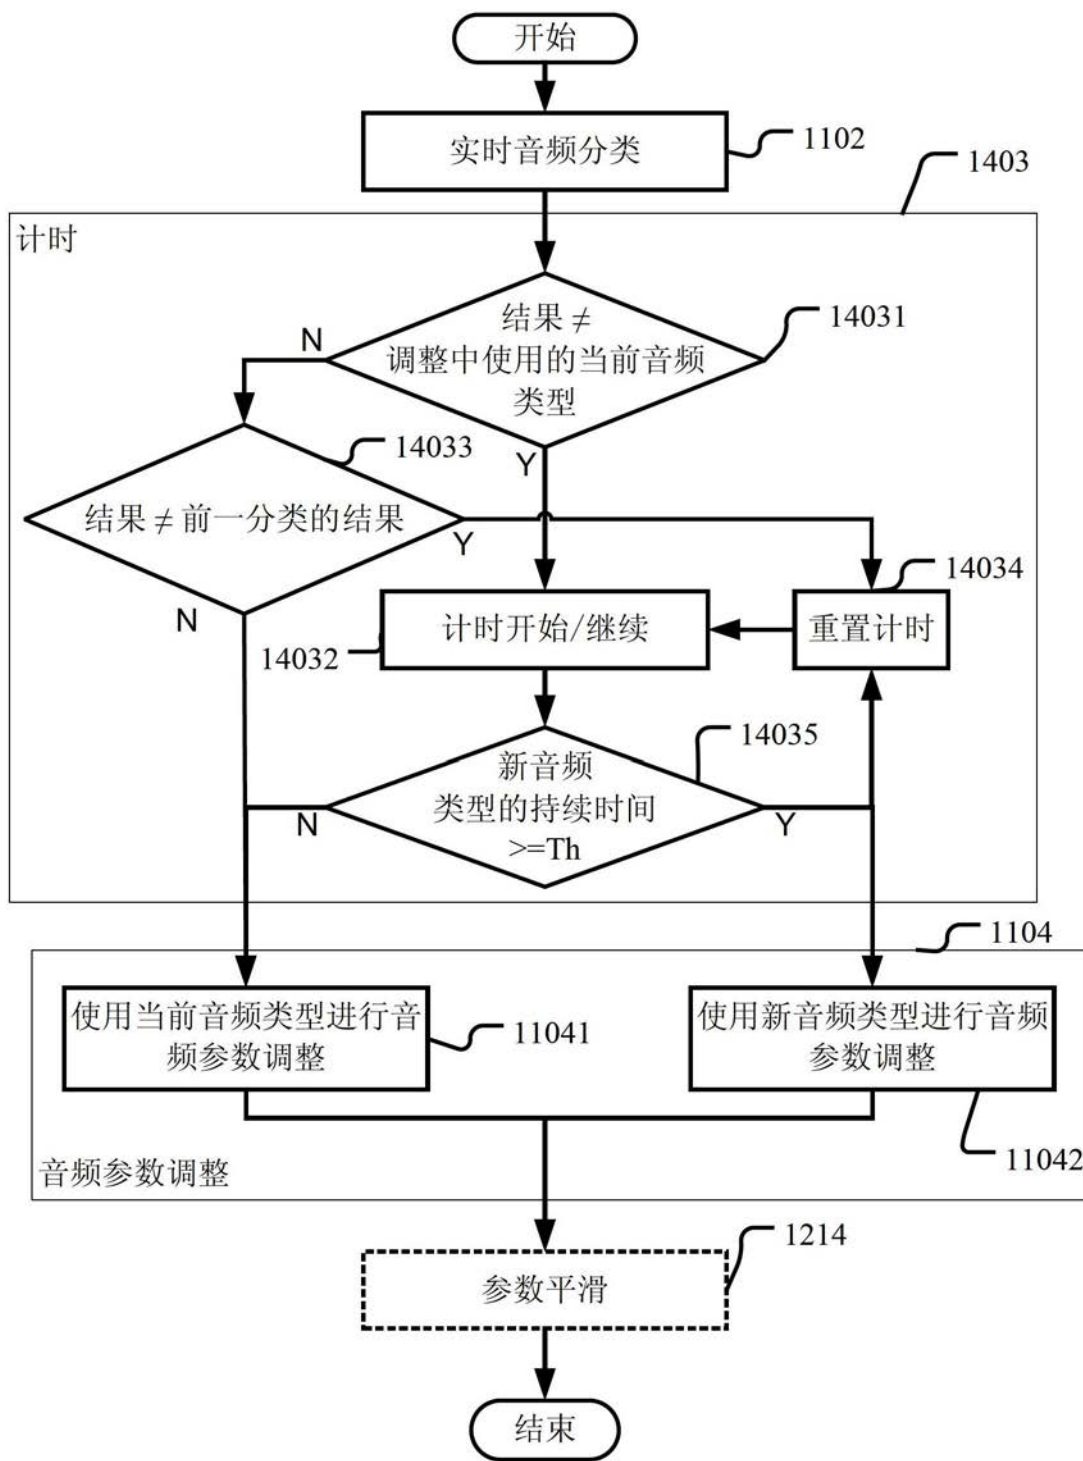 开始
实时音频分类
1102
1403
计时
结果 ≠
调整中使用的当前音频
类型
14031
N
Y
14033
结果 ≠ 前一分类的结果
Y
N
14034
重置计时
计时开始/继续
14032
14035
新音频
类型的持续时间
>=Th
N
Y
1104
使用当前音频类型进行音
频参数调整
11041
使用新音频类型进行音频
参数调整
11042
音频参数调整
1214
参数平滑
结束